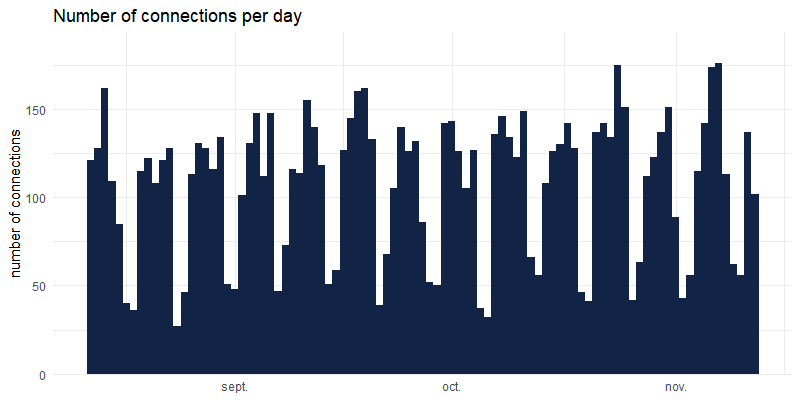 Number of connections per day
number of connections
150
100
50
0
sept.
oct.
nov.